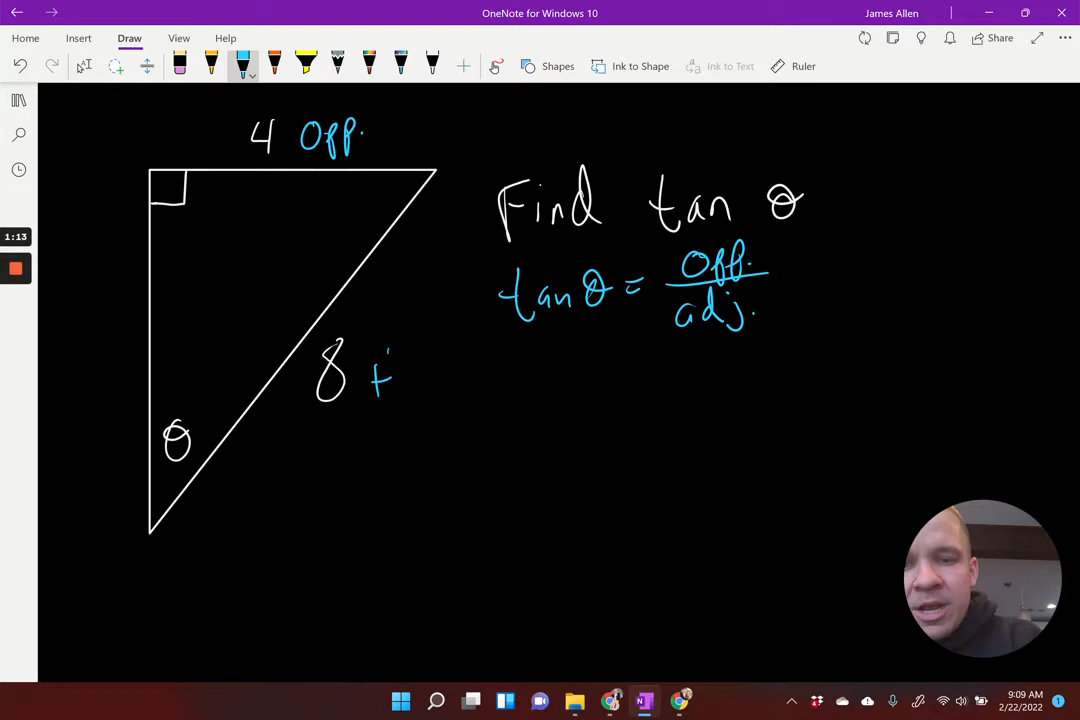 OneNote for Windows 10
James Allen
Home Insert Draw View Help
Share
Shapes Ink to Shape Ink to Text Ruler
4 Opp.
Find tan θ
tan θ = Opp. / adj.
1:13
8
θ
9:09 AM
2/22/2022
1